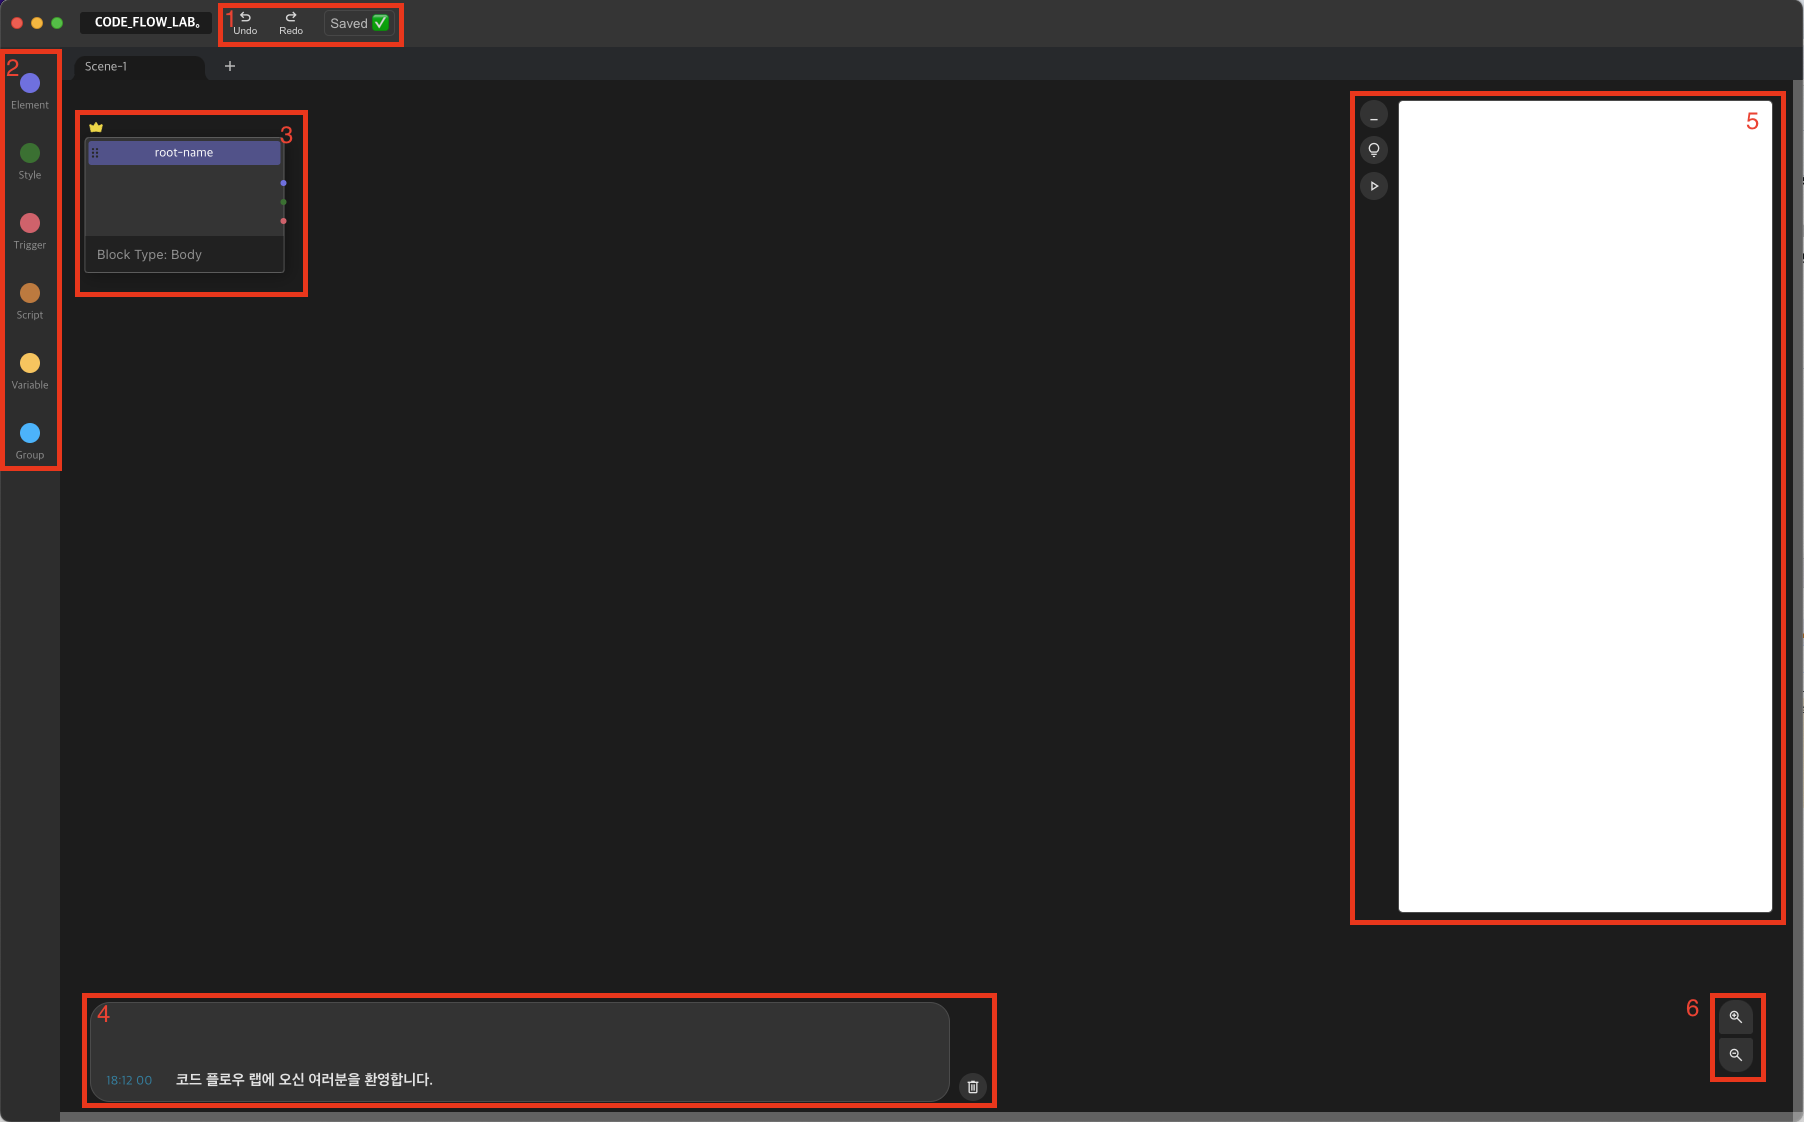 CODE_FLOW_LAB。
1
Undo
Redo
Saved ✅
Scene-1
+
2
Element
Style
Trigger
Script
Variable
Group
3
root-name
Block Type: Body
5
4
18:12 00 코드 플로우 랩에 오신 여러분을 환영합니다.
6